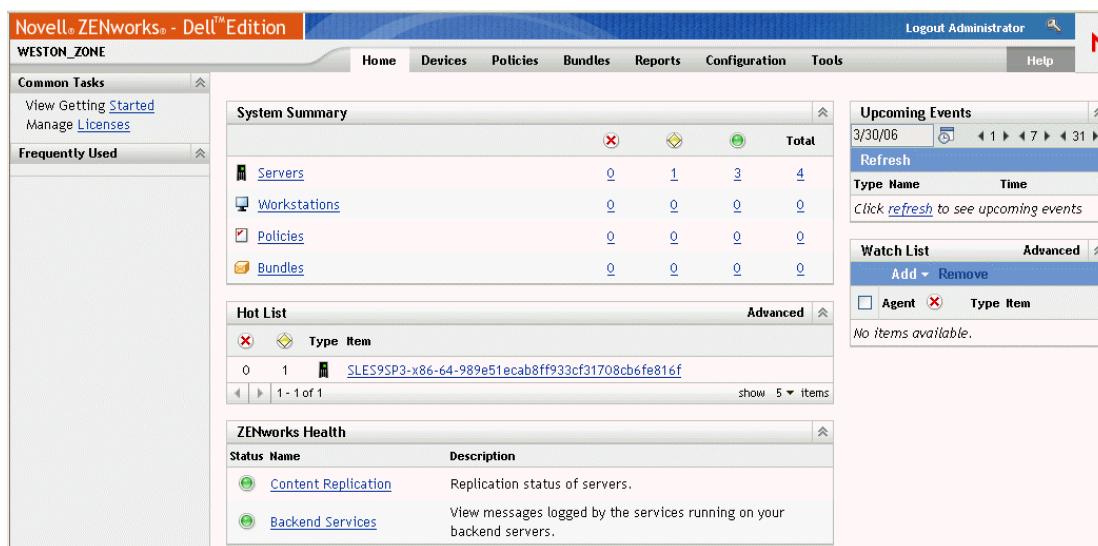 Novell® ZENworks® - Dell™ Edition
Logout Administrator
WESTON_ZONE
Home Devices Policies Bundles Reports Configuration Tools Help
Common Tasks
View Getting Started
Manage Licenses
Frequently Used
System Summary
Total
Servers 0 1 3 4
Workstations 0 0 0 0
Policies 0 0 0 0
Bundles 0 0 0 0
Hot List Advanced
Type Item
0 1 SLES9SP3-x86-64-989e51ecab8ff933cf31708cb6fe816f
1 - 1 of 1 show 5 items
ZENworks Health
Status Name Description
Content Replication Replication status of servers.
Backend Services View messages logged by the services running on your
backend servers.
Upcoming Events
3/30/06 1 7 31
Refresh
Type Name Time
Click refresh to see upcoming events
Watch List Advanced
Add Remove
Agent Type Item
No items available.